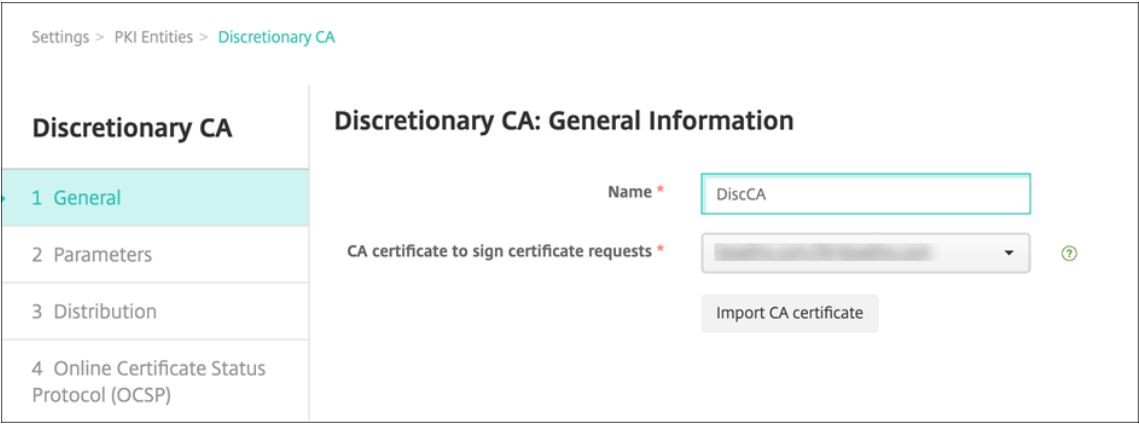 Settings > PKI Entities > Discretionary CA
Discretionary CA
1 General
2 Parameters
3 Distribution
4 Online Certificate Status
Protocol (OCSP)
Discretionary CA: General Information
Name *
DiscCA
CA certificate to sign certificate requests *
?
Import CA certificate